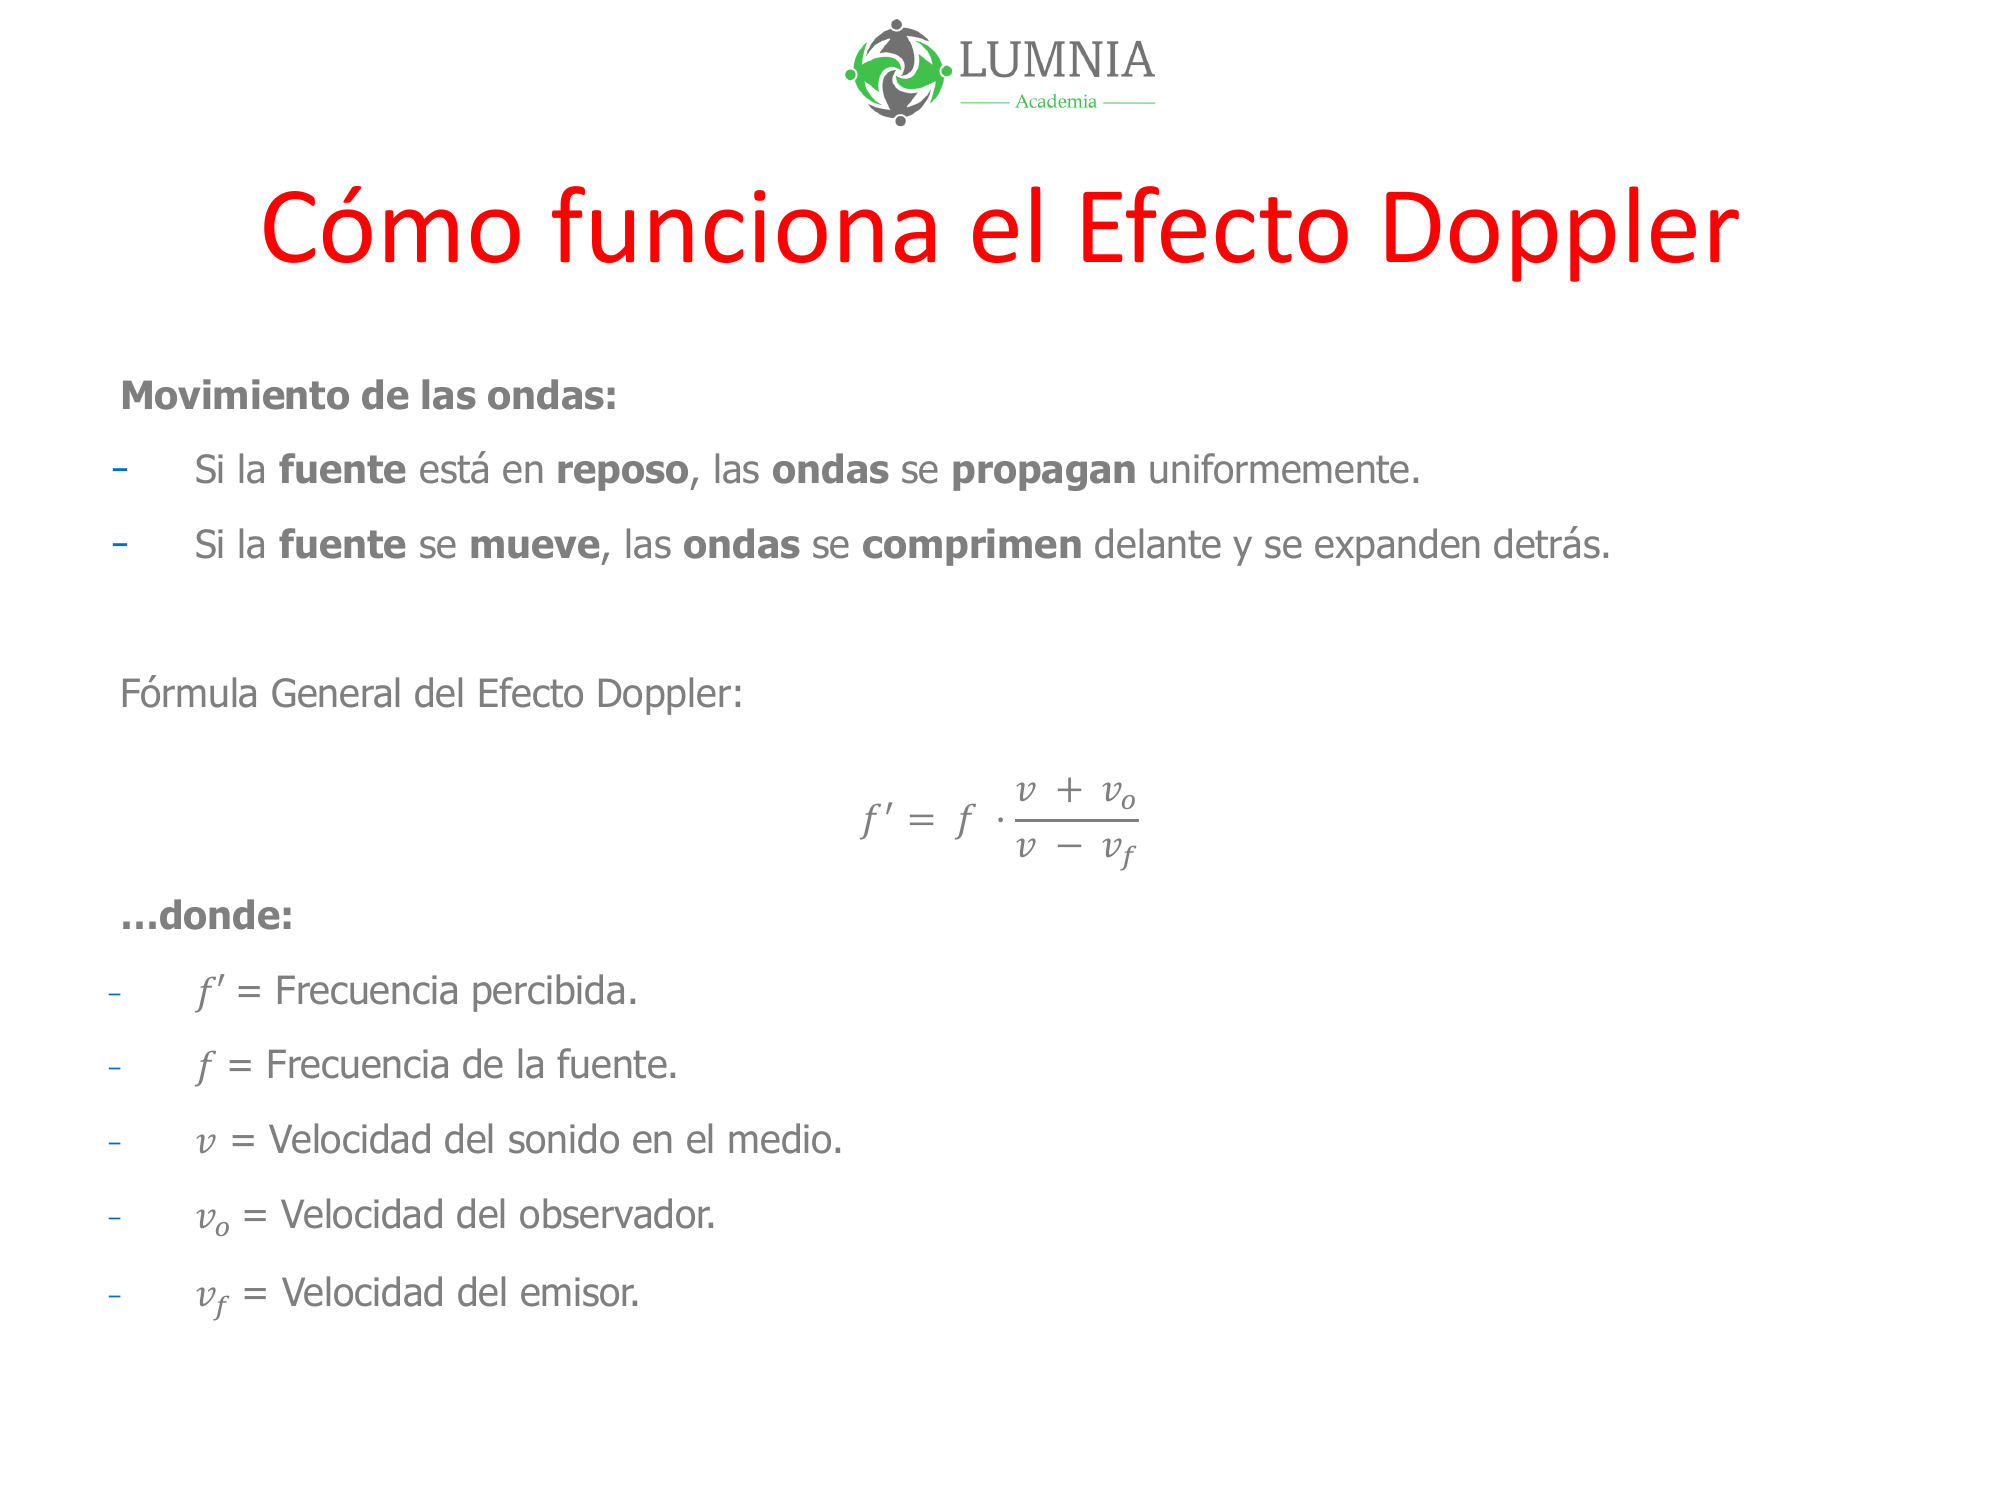 LUMNIA
Academia
Cómo funciona el Efecto Doppler
Movimiento de las ondas:
- Si la fuente está en reposo, las ondas se propagan uniformemente.
- Si la fuente se mueve, las ondas se comprimen delante y se expanden detrás.
Fórmula General del Efecto Doppler:
f′ = f · (v + v_o)/(v − v_f)
...donde:
- f′ = Frecuencia percibida.
- f = Frecuencia de la fuente.
- v = Velocidad del sonido en el medio.
- v_o = Velocidad del observador.
- v_f = Velocidad del emisor.